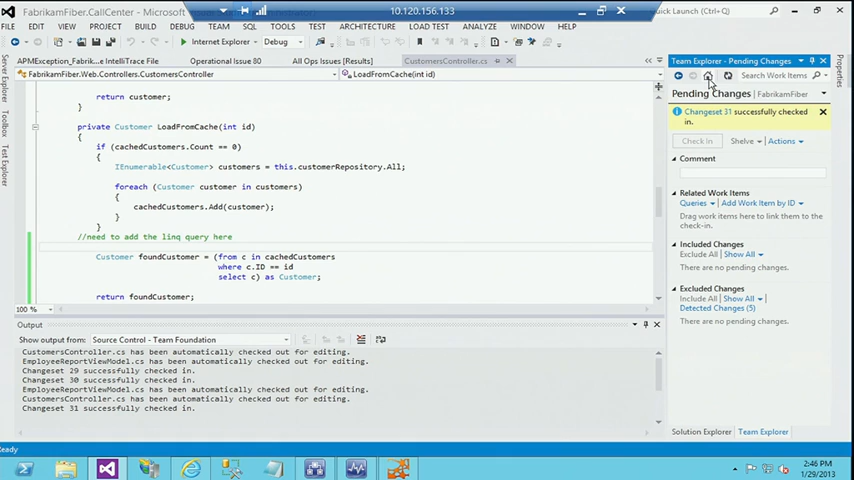 FabrikamFiber.CallCenter - Microsoft
10.120.156.133
Quick Launch (Ctrl+Q)
FILE EDIT VIEW PROJECT BUILD DEBUG TEAM SQL TOOLS TEST ARCHITECTURE LOAD TEST ANALYZE WINDOW HELP
Internet Explorer Debug
APMException_Fabrik...em IntelliTrace File Operational Issue 80 All Ops Issues [Results] CustomersController.cs
FabrikamFiber.Web.Controllers.CustomersController LoadFromCache(int id)
return customer;
}
private Customer LoadFromCache(int id)
{
if (cachedCustomers.Count == 0)
{
IEnumerable<Customer> customers = this.customerRepository.All;
foreach (Customer customer in customers)
{
cachedCustomers.Add(customer);
}
}
//need to add the linq query here
Customer foundCustomer = (from c in cachedCustomers
where c.ID == id
select c) as Customer;
return foundCustomer;
100 %
Output
Show output from: Source Control - Team Foundation
CustomersController.cs has been automatically checked out for editing.
EmployeeReportViewModel.cs has been automatically checked out for editing.
Changeset 29 successfully checked in.
Changeset 30 successfully checked in.
EmployeeReportViewModel.cs has been automatically checked out for editing.
CustomersController.cs has been automatically checked out for editing.
Changeset 31 successfully checked in.
Server Explorer
Toolbox
Test Explorer
Team Explorer - Pending Changes
Search Work Items
Pending Changes | FabrikamFiber
Changeset 31 successfully checked
in.
Check In Shelve Actions
Comment
Related Work Items
Queries Add Work Item by ID
Drag work items here to link them to the
check-in.
Included Changes
Exclude All Show All
There are no pending changes.
Excluded Changes
Include All Show All
Detected Changes (5)
There are no pending changes.
Solution Explorer Team Explorer
Properties
Ready
2:46 PM
1/29/2013